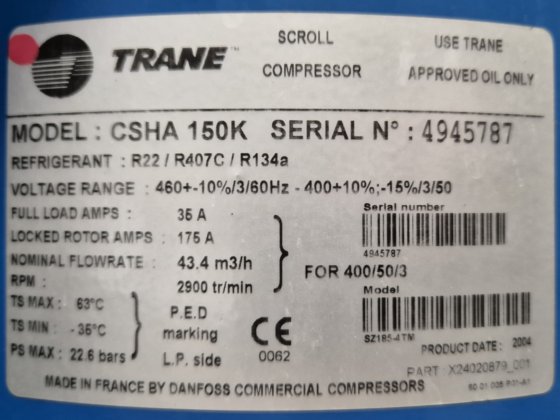 TRANE™ SCROLL COMPRESSOR USE TRANE APPROVED OIL ONLY
MODEL : CSHA 150K SERIAL N° : 4945787
REFRIGERANT : R22 / R407C / R134a
VOLTAGE RANGE : 460+-10%/3/60Hz - 400+10%;-15%/3/50
FULL LOAD AMPS : 35 A
LOCKED ROTOR AMPS : 175 A
NOMINAL FLOWRATE : 43.4 m3/h
RPM : 2900 tr/min
FOR 400/50/3
Serial number
4945787
Model
SZ185-4TM
TS MAX : 63°C
TS MIN : -35°C
PS MAX : 22.6 bars
P.E.D
marking
L.P. side
CE
0062
PRODUCT DATE : 2004
PART : X24020879_001
MADE IN FRANCE BY DANFOSS COMMERCIAL COMPRESSORS